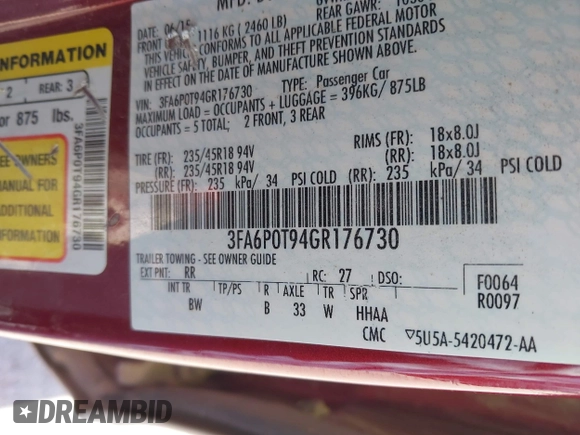 INFORMATION
2 REAR: 3
or 875 lbs.
SEE OWNERS
MANUAL FOR
ADDITIONAL
INFORMATION
3FA6P0T94GR176730
REAR GAWR:
FRONT 1116 KG ( 2460 LB)
THIS VEHICLE CONFORMS TO ALL APPLICABLE FEDERAL MOTOR
VEHICLE SAFETY, BUMPER, AND THEFT PREVENTION STANDARDS
IN EFFECT ON THE DATE OF MANUFACTURE SHOWN ABOVE.
VIN: 3FA6P0T94GR176730 TYPE: Passenger Car
MAXIMUM LOAD = OCCUPANTS + LUGGAGE = 396KG/ 875LB
OCCUPANTS = 5 TOTAL; 2 FRONT, 3 REAR
TIRE (FR): 235/45R18 94V RIMS (FR): 18x8.0J
(RR): 235/45R18 94V (RR): 18x8.0J
PRESSURE (FR): 235 kPa/ 34 PSI COLD (RR): 235 kPa/ 34 PSI COLD
3FA6P0T94GR176730
TRAILER TOWING - SEE OWNER GUIDE
EXT PNT: RR RC: 27 DSO: F0064
R0097
INT TR TP/PS R AXLE TR SPR
BW B 33 W HHAA
CMC ▽5U5A-5420472-AA
DREAMBID